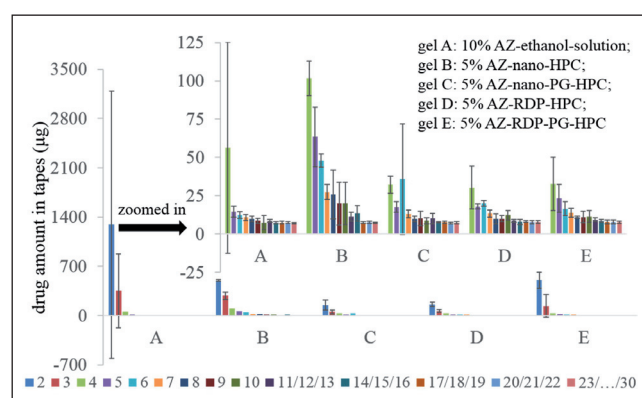 drug amount in tapes (µg)
3500
2800
2100
1400
700
0
-700
zoomed in
125
100
75
50
25
0
-25
gel A: 10% AZ-ethanol-solution;
gel B: 5% AZ-nano-HPC;
gel C: 5% AZ-nano-PG-HPC;
gel D: 5% AZ-RDP-HPC;
gel E: 5% AZ-RDP-PG-HPC
A B C D E
A B C D E
2 3 4 5 6 7 8 9 10 11/12/13 14/15/16 17/18/19 20/21/22 23/…/30